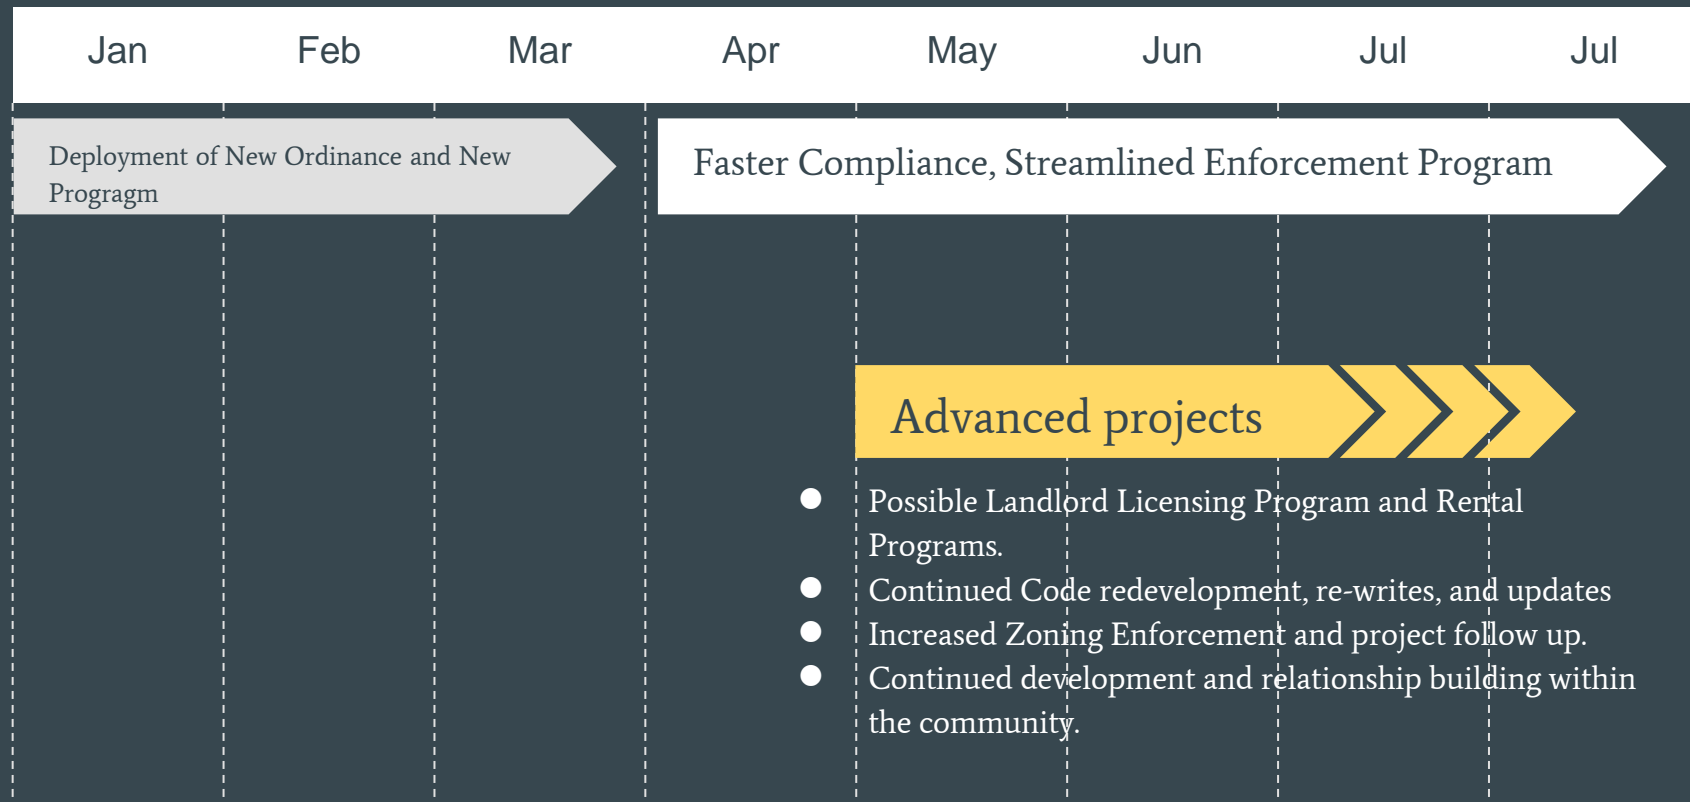 Jan Feb Mar Apr May Jun Jul Jul
Deployment of New Ordinance and New
Progragm
Faster Compliance, Streamlined Enforcement Program
Advanced projects
● Possible Landlord Licensing Program and Rental
Programs.
● Continued Code redevelopment, re-writes, and updates
● Increased Zoning Enforcement and project follow up.
● Continued development and relationship building within
the community.